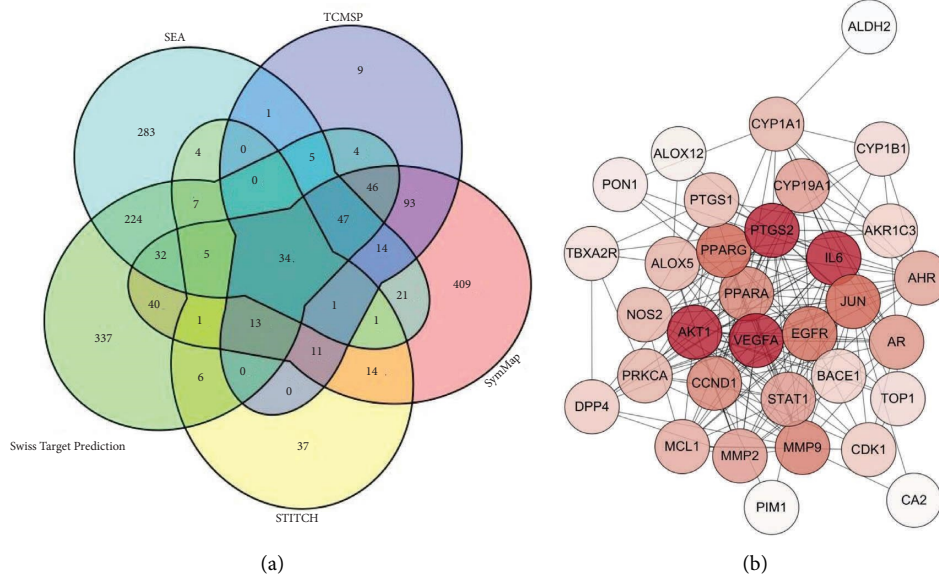 TCMSP
SEA
9
283
1
4
0
5
4
0
46
7
47
93
224
14
32
5
34
409
40
1
21
1
1
13
337
11
6
0
14
0
SymMap
Swiss Target Prediction
37
STITCH
(a)
ALDH2
CYP1A1
ALOX12
CYP1B1
PON1
CYP19A1
PTGS1
PTGS2
AKR1C3
TBXA2R
PPARG
IL6
ALOX5
AHR
PPARA
JUN
NOS2
AKT1
VEGFA
EGFR
AR
PRKCA
CCND1
BACE1
DPP4
STAT1
TOP1
MCL1
MMP2
MMP9
CDK1
PIM1
CA2
(b)